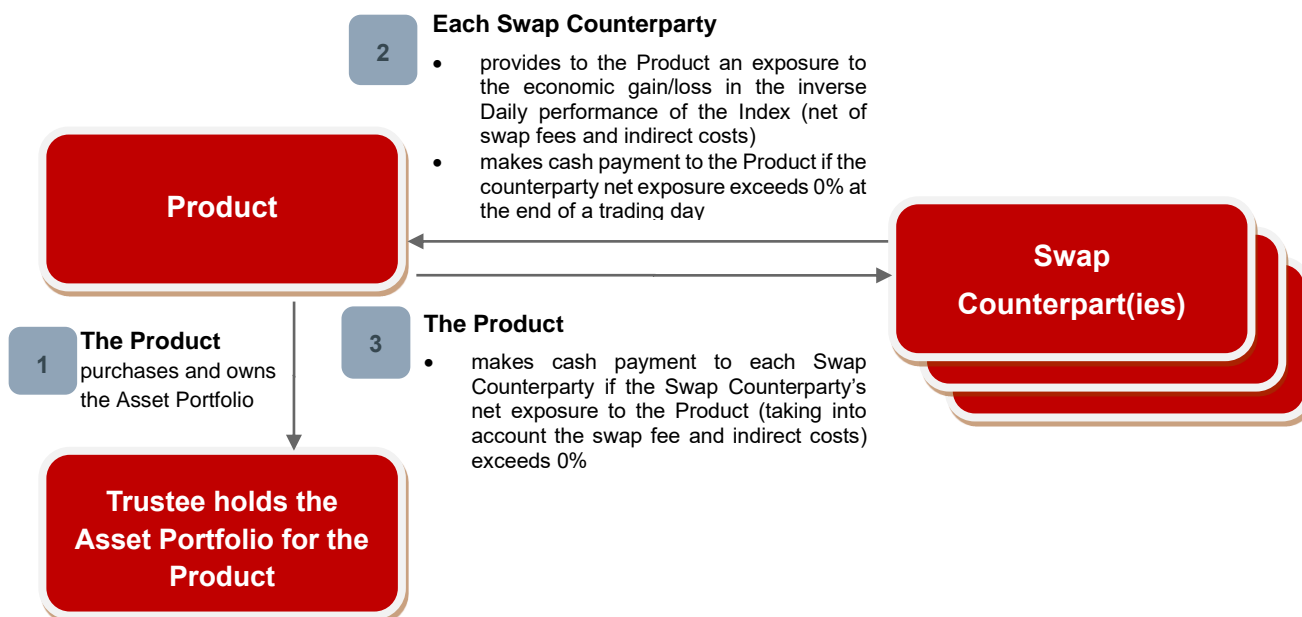 2
Each Swap Counterparty
• provides to the Product an exposure to
the economic gain/loss in the inverse
Daily performance of the Index (net of
swap fees and indirect costs)
• makes cash payment to the Product if the
counterparty net exposure exceeds 0% at
the end of a trading day
Product
Swap
Counterpart(ies)
1
The Product
purchases and owns
the Asset Portfolio
3
The Product
• makes cash payment to each Swap
Counterparty if the Swap Counterparty’s
net exposure to the Product (taking into
account the swap fee and indirect costs)
exceeds 0%
Trustee holds the
Asset Portfolio for the
Product